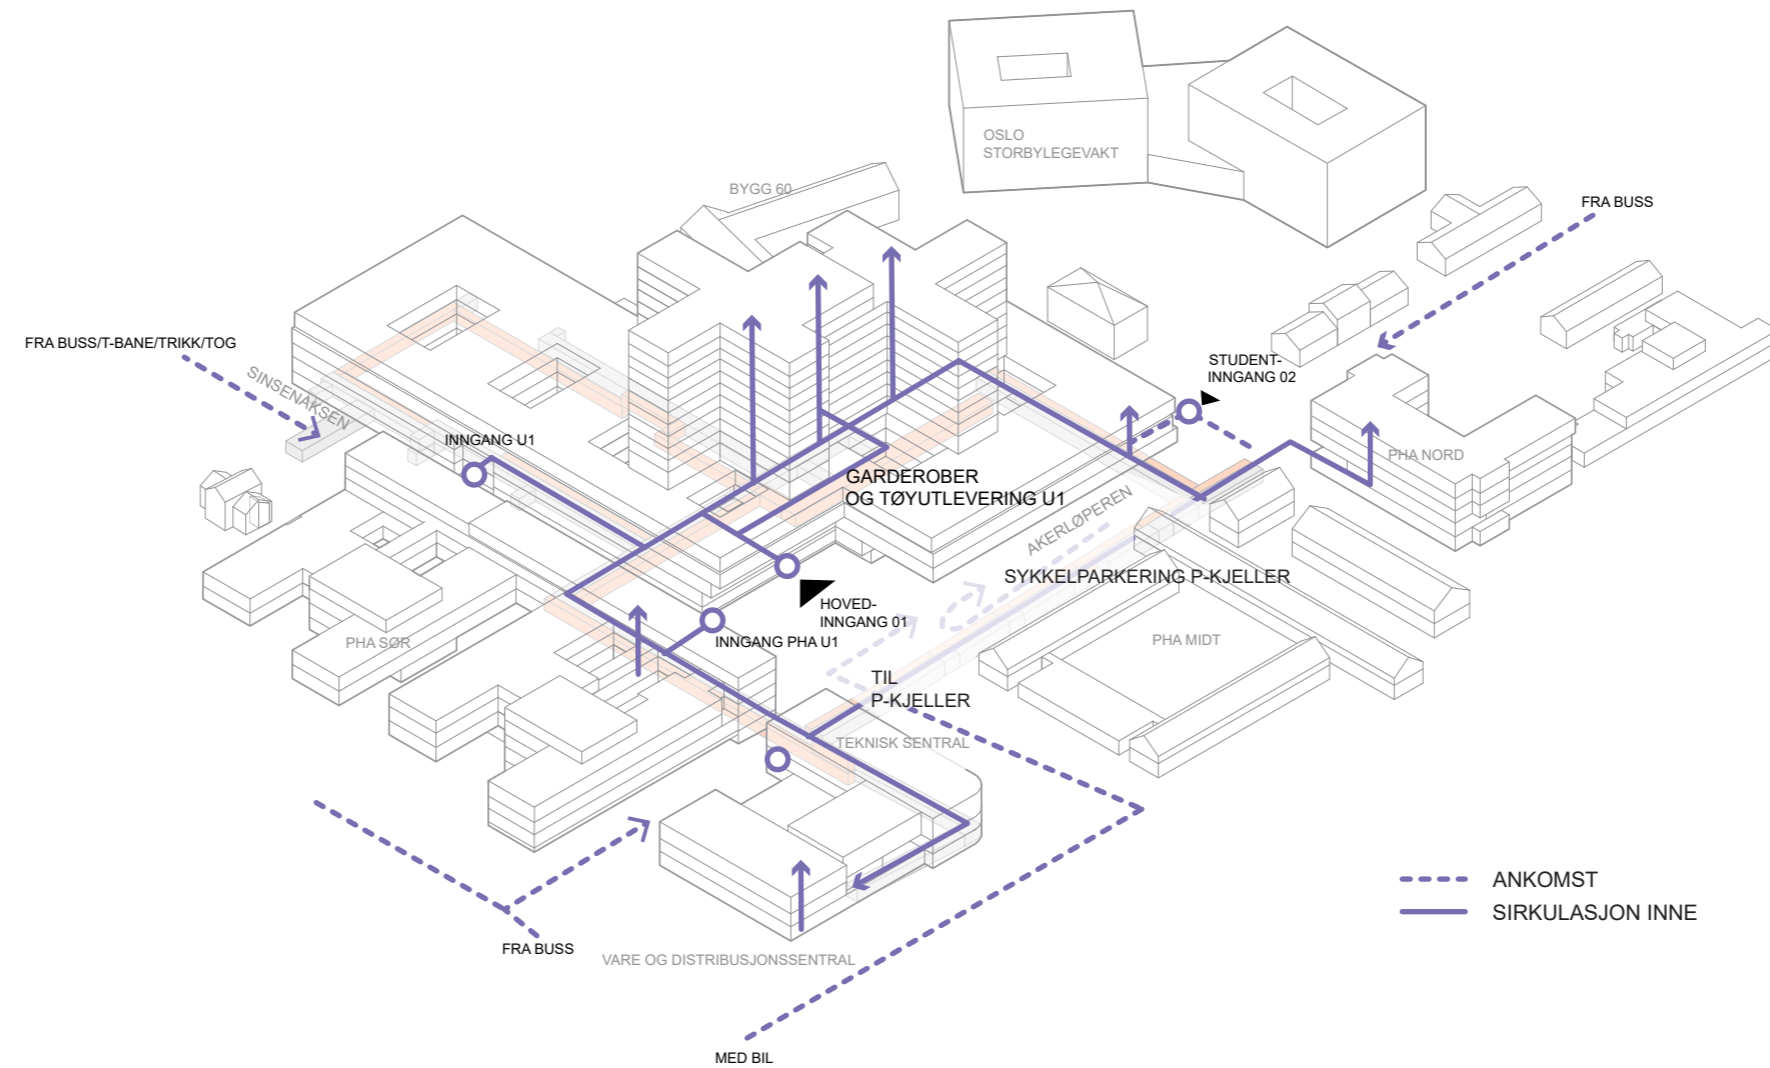 OSLO
STORBYLEGEVAKT
BYGG 60
FRA BUSS
FRA BUSS/T-BANE/TRIKK/TOG
SINSENAKSEN
STUDENT-
INNGANG 02
INNGANG U1
PHA NORD
GARDEROBER
OG TØYUTLEVERING U1
AKERLØPEREN
SYKKELPARKERING P-KJELLER
HOVED-
INNGANG 01
INNGANG PHA U1
PHA SØR
PHA MIDT
TIL
P-KJELLER
TEKNISK SENTRAL
ANKOMST
SIRKULASJON INNE
FRA BUSS
VARE OG DISTRIBUSJONSSENTRAL
MED BIL